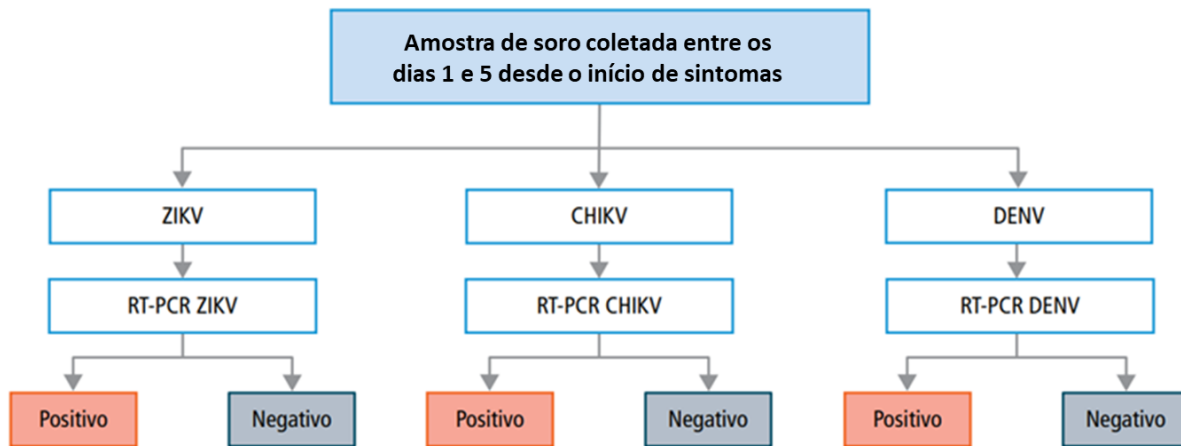 Amostra de soro coletada entre os
dias 1 e 5 desde o início de sintomas
ZIKV
CHIKV
DENV
RT-PCR ZIKV
RT-PCR CHIKV
RT-PCR DENV
Positivo
Negativo
Positivo
Negativo
Positivo
Negativo